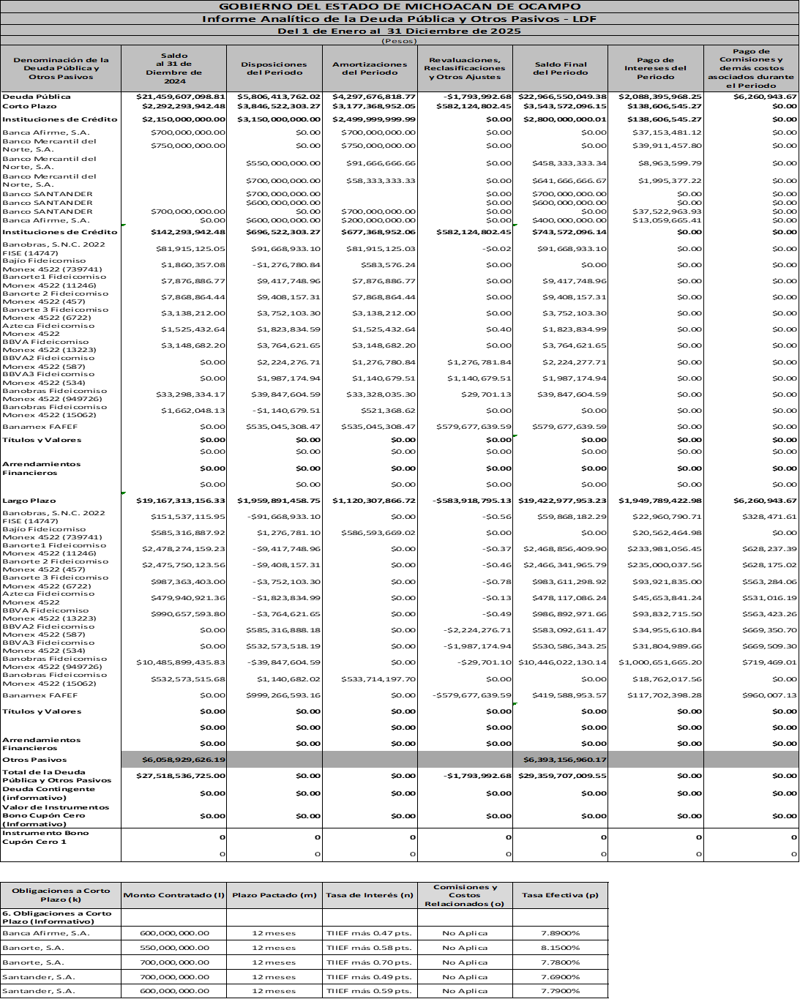 GOBIERNO DEL ESTADO DE MICHOACAN DE OCAMPO
Informe Analítico de la Deuda Pública y Otros Pasivos - LDF
Del 1 de Enero al 31 Diciembre de 2025
(Pesos)
Denominación de la Deuda Pública y Otros Pasivos | Saldo al 31 de Diembre de 2024 | Disposiciones del Periodo | Amortizaciones del Periodo | Revaluaciones, Reclasificaciones y Otros Ajustes | Saldo Final del Periodo | Pago de Intereses del Periodo | Pago de Comisiones y demás costos asociados durante el Periodo
Deuda Pública $21,459,607,098.81 $5,806,413,762.02 $4,297,676,818.77 -$1,793,992.68 $22,966,550,049.38 $2,088,395,968.25 $6,260,943.67
Corto Plazo $2,292,293,942.48 $3,846,522,303.27 $3,177,368,952.05 $582,124,802.45 $3,543,572,096.15 $138,606,545.27 $0.00
Instituciones de Crédito $2,150,000,000.00 $3,150,000,000.00 $2,499,999,999.99 $0.00 $2,800,000,000.01 $138,606,545.27 $0.00
Banca Afirme, S.A. $700,000,000.00 $0.00 $700,000,000.00 $0.00 $0.00 $37,153,481.12 $0.00
Banco Mercantil del Norte, S.A. $750,000,000.00 $0.00 $750,000,000.00 $0.00 $0.00 $39,911,457.80 $0.00
Banco Mercantil del Norte, S.A. $550,000,000.00 $91,666,666.66 $0.00 $458,333,333.34 $8,963,599.79 $0.00
Banco Mercantil del Norte, S.A. $700,000,000.00 $58,333,333.33 $0.00 $641,666,666.67 $1,995,377.22 $0.00
Banco SANTANDER $700,000,000.00 $0.00 $700,000,000.00 $0.00 $0.00
Banco SANTANDER $600,000,000.00 $0.00 $600,000,000.00 $0.00 $0.00
Banco SANTANDER $700,000,000.00 $0.00 $700,000,000.00 $0.00 $0.00 $37,522,963.93 $0.00
Banca Afirme, S.A. $0.00 $600,000,000.00 $200,000,000.00 $0.00 $400,000,000.00 $13,059,665.41 $0.00
Instituciones de Crédito $142,293,942.48 $696,522,303.27 $677,368,952.06 $582,124,802.45 $743,572,096.14 $0.00 $0.00
Banobras, S.N.C. 2022 FISE (14747) $81,915,125.05 $91,668,933.10 $81,915,125.03 -$0.02 $91,668,933.10 $0.00 $0.00
Bajío Fideicomiso Monex 4522 (739741) $1,860,357.08 -$1,276,780.84 $583,576.24 $0.00 $0.00 $0.00 $0.00
Banorte1 Fideicomiso Monex 4522 (11246) $7,876,886.77 $9,417,748.96 $7,876,886.77 $0.00 $9,417,748.96 $0.00 $0.00
Banorte 2 Fideicomiso Monex 4522 (457) $7,868,864.44 $9,408,157.31 $7,868,864.44 $0.00 $9,408,157.31 $0.00 $0.00
Banorte 3 Fideicomiso Monex 4522 (6722) $3,138,212.00 $3,752,103.30 $3,138,212.00 $0.00 $3,752,103.30 $0.00 $0.00
Azteca Fideicomiso Monex 4522 $1,525,432.64 $1,823,834.59 $1,525,432.64 $0.40 $1,823,834.99 $0.00 $0.00
BBVA Fideicomiso Monex 4522 (13223) $3,148,682.20 $3,764,621.65 $3,148,682.20 $0.00 $3,764,621.65 $0.00 $0.00
BBVA2 Fideicomiso Monex 4522 (587) $0.00 $2,224,276.71 $1,276,780.84 $1,276,781.84 $2,224,277.71 $0.00 $0.00
BBVA3 Fideicomiso Monex 4522 (534) $0.00 $1,987,174.94 $1,140,679.51 $1,140,679.51 $1,987,174.94 $0.00 $0.00
Banobras Fideicomiso Monex 4522 (949726) $33,298,334.17 $39,847,604.59 $33,328,035.30 $29,701.13 $39,847,604.59 $0.00 $0.00
Banobras Fideicomiso Monex 4522 (15062) $1,662,048.13 -$1,140,679.51 $521,368.62 $0.00 $0.00 $0.00 $0.00
Banamex FAFEF $0.00 $535,045,308.47 $535,045,308.47 $579,677,639.59 $579,677,639.59 $0.00 $0.00
Títulos y Valores $0.00 $0.00 $0.00 $0.00 $0.00 $0.00 $0.00
$0.00 $0.00 $0.00 $0.00 $0.00 $0.00 $0.00
Arrendamientos Financieros $0.00 $0.00 $0.00 $0.00 $0.00 $0.00 $0.00
$0.00 $0.00 $0.00 $0.00 $0.00 $0.00 $0.00
Largo Plazo $19,167,313,156.33 $1,959,891,458.75 $1,120,307,866.72 -$583,918,795.13 $19,422,977,953.23 $1,949,789,422.98 $6,260,943.67
Banobras, S.N.C. 2022 FISE (14747) $151,537,115.95 -$91,668,933.10 $0.00 -$0.56 $59,868,182.29 $22,960,790.71 $328,471.61
Bajío Fideicomiso Monex 4522 (739741) $585,316,887.92 $1,276,781.10 $586,593,669.02 $0.00 $0.00 $20,562,464.98 $0.00
Banorte1 Fideicomiso Monex 4522 (11246) $2,478,274,159.23 -$9,417,748.96 $0.00 -$0.37 $2,468,856,409.90 $233,981,056.45 $628,237.39
Banorte 2 Fideicomiso Monex 4522 (457) $2,475,750,123.56 -$9,408,157.31 $0.00 -$0.46 $2,466,341,965.79 $235,000,037.56 $628,175.02
Banorte 3 Fideicomiso Monex 4522 (6722) $987,363,403.00 -$3,752,103.30 $0.00 -$0.78 $983,611,298.92 $93,921,835.00 $563,284.06
Azteca Fideicomiso Monex 4522 $479,940,921.36 -$1,823,834.99 $0.00 -$0.13 $478,117,086.24 $45,653,841.24 $531,016.19
BBVA Fideicomiso Monex 4522 (13223) $990,657,593.80 -$3,764,621.65 $0.00 -$0.49 $986,892,971.66 $93,832,715.50 $563,423.26
BBVA2 Fideicomiso Monex 4522 (587) $0.00 $585,316,888.18 $0.00 -$2,224,276.71 $583,092,611.47 $34,955,610.84 $669,350.70
BBVA3 Fideicomiso Monex 4522 (534) $0.00 $532,573,518.19 $0.00 -$1,987,174.94 $530,586,343.25 $31,804,989.66 $669,509.30
Banobras Fideicomiso Monex 4522 (949726) $10,485,899,435.83 -$39,847,604.59 $0.00 -$29,701.10 $10,446,022,130.14 $1,000,651,665.20 $719,469.01
Banobras Fideicomiso Monex 4522 (15062) $532,573,515.68 $1,140,682.02 $533,714,197.70 $0.00 $0.00 $18,762,017.56 $0.00
Banamex FAFEF $0.00 $999,266,593.16 $0.00 -$579,677,639.59 $419,588,953.57 $117,702,398.28 $960,007.13
Títulos y Valores $0.00 $0.00 $0.00 $0.00 $0.00 $0.00 $0.00
$0.00 $0.00 $0.00 $0.00 $0.00 $0.00 $0.00
Arrendamientos Financieros $0.00 $0.00 $0.00 $0.00 $0.00 $0.00 $0.00
Otros Pasivos $6,058,929,626.19 $6,393,156,960.17
Total de la Deuda Pública y Otros Pasivos $27,518,536,725.00 $0.00 $0.00 -$1,793,992.68 $29,359,707,009.55 $0.00 $0.00
Deuda Contingente (informativo) $0.00 $0.00 $0.00 $0.00 $0.00 $0.00 $0.00
Valor de Instrumentos Bono Cupón Cero (Informativo) $0.00 $0.00 $0.00 $0.00 $0.00 $0.00 $0.00
Instrumento Bono Cupón Cero 1 0 0 0 0 0 0 0
0 0 0 0 0 0 0
Obligaciones a Corto Plazo (k) | Monto Contratado (l) | Plazo Pactado (m) | Tasa de Interés (n) | Comisiones y Costos Relacionados (o) | Tasa Efectiva (p)
6. Obligaciones a Corto Plazo (Informativo)
Banca Afirme, S.A. 600,000,000.00 12 meses TIIEF más 0.47 pts. No Aplica 7.8900%
Banorte, S.A. 550,000,000.00 12 meses TIIEF más 0.58 pts. No Aplica 8.1500%
Banorte, S.A. 700,000,000.00 12 meses TIIEF más 0.70 pts. No Aplica 7.7800%
Santander, S.A. 700,000,000.00 12 meses TIIEF más 0.49 pts. No Aplica 7.6900%
Santander, S.A. 600,000,000.00 12 meses TIIEF más 0.59 pts. No Aplica 7.7900%